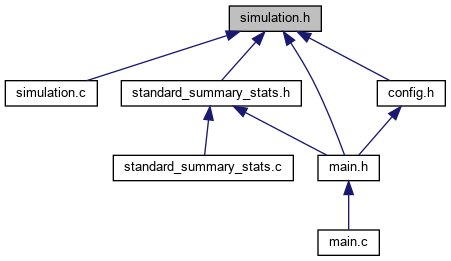 simulation.h
simulation.c
standard_summary_stats.h
config.h
standard_summary_stats.c
main.h
main.c